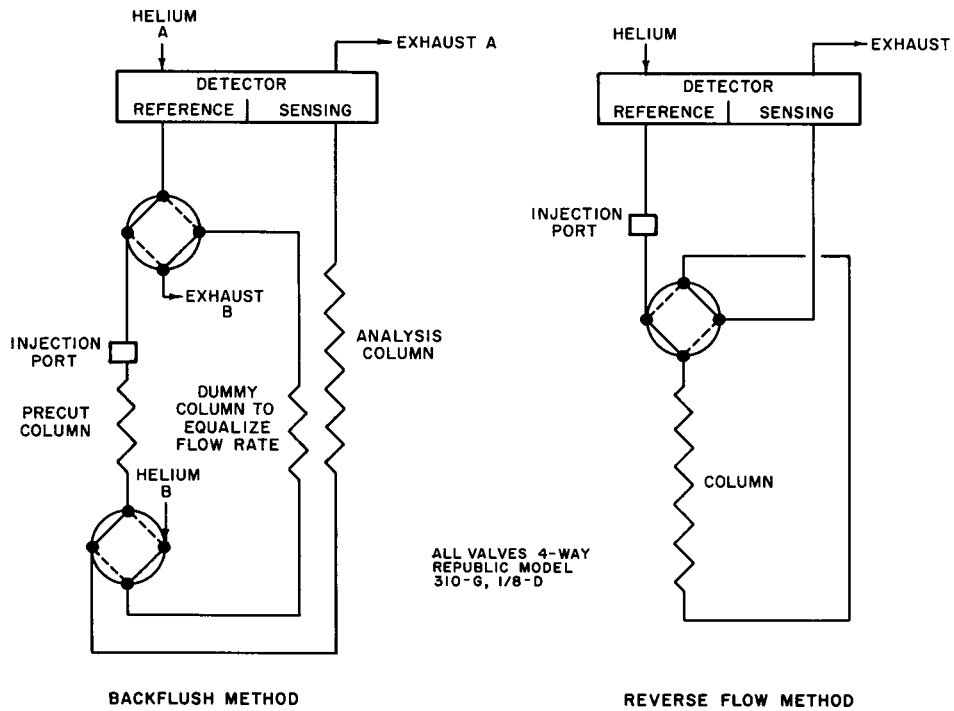 HELIUM
A
EXHAUST A
DETECTOR
REFERENCE
SENSING
EXHAUST
B
INJECTION
PORT
PRECUT
COLUMN
HELIUM
B
DUMMY
COLUMN TO
EQUALIZE
FLOW RATE
ANALYSIS
COLUMN
BACKFLUSH METHOD
HELIUM
EXHAUST
DETECTOR
REFERENCE
SENSING
INJECTION
PORT
COLUMN
ALL VALVES 4-WAY
REPUBLIC MODEL
310-G, 1/8-D
REVERSE FLOW METHOD